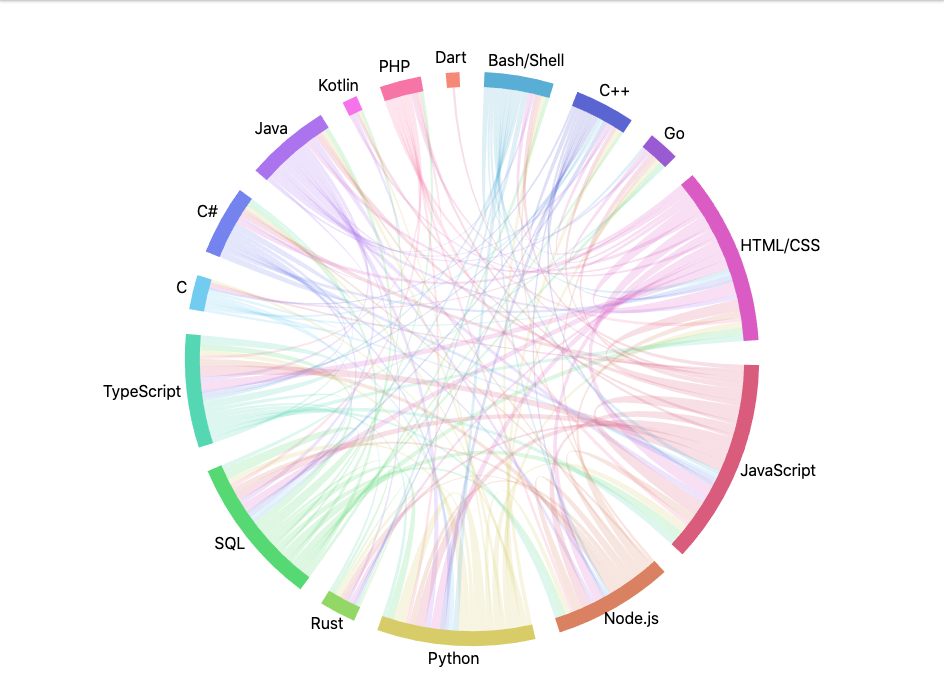 Dart
Bash/Shell
PHP
Kotlin
C++
Java
Go
C#
HTML/CSS
C
TypeScript
JavaScript
SQL
Node.js
Rust
Python